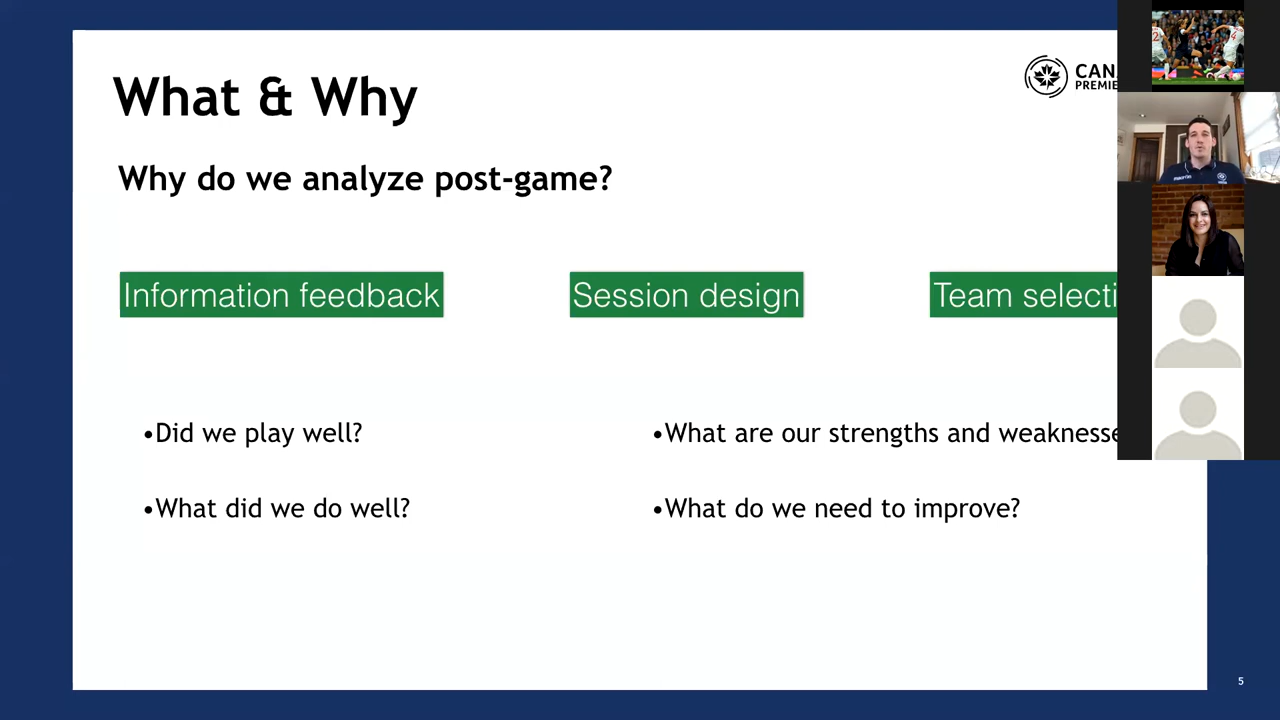 What & Why
CAN
PREMIE
Why do we analyze post-game?
Information feedback
Session design
Team selecti
•Did we play well?
•What are our strengths and weaknesse
•What did we do well?
•What do we need to improve?
5